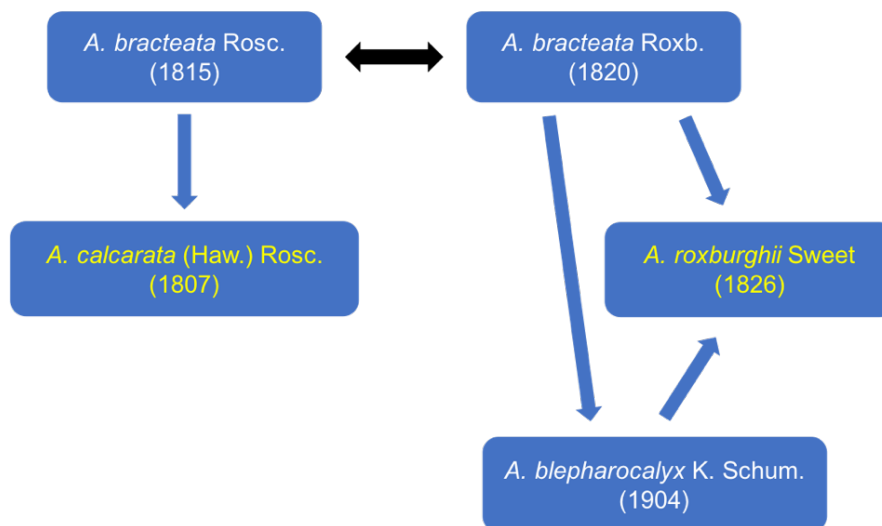 A. bracteata Rosc.
(1815)
A. bracteata Roxb.
(1820)
A. calcarata (Haw.) Rosc.
(1807)
A. roxburghii Sweet
(1826)
A. blepharocalyx K. Schum.
(1904)